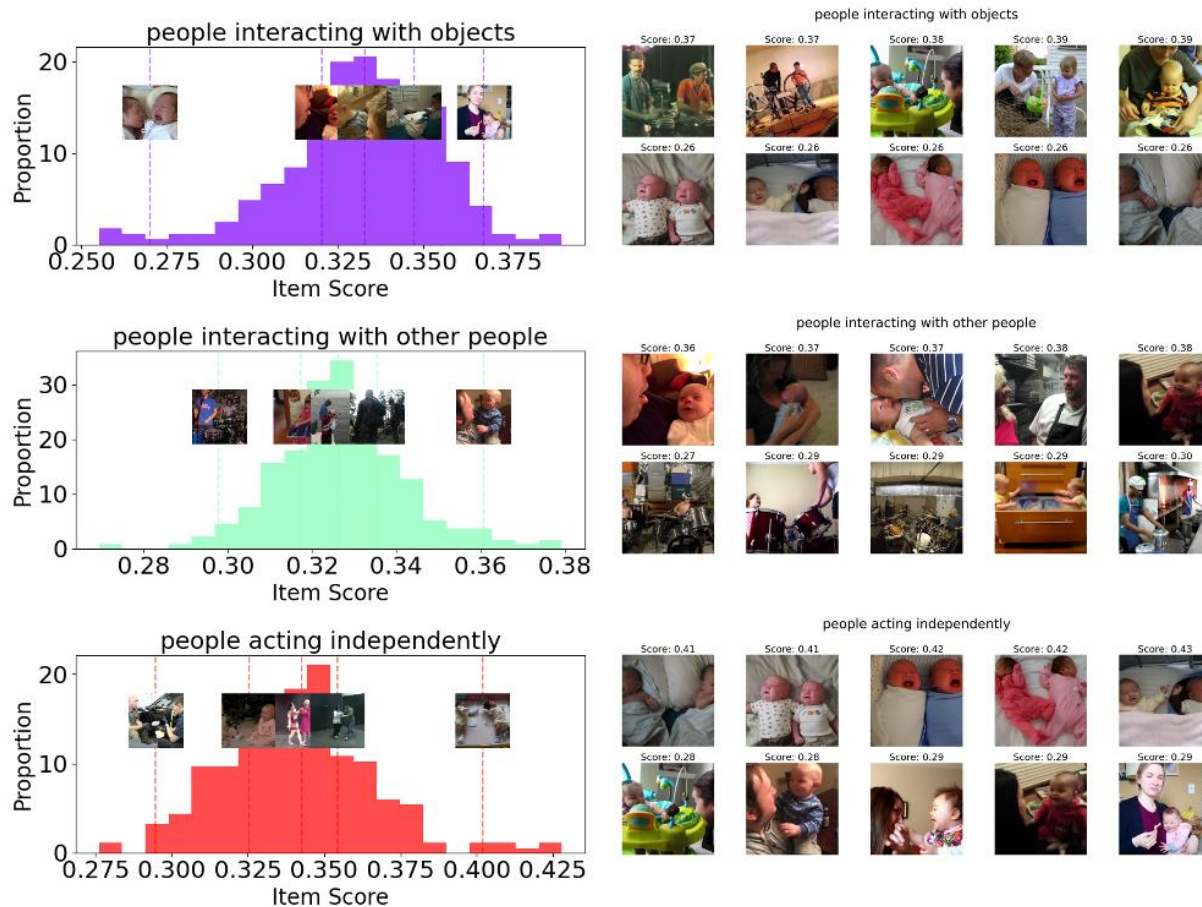 people interacting with objects
20
10
0
Proportion
0.250 0.275 0.300 0.325 0.350 0.375
Item Score
people interacting with objects
Score: 0.37 Score: 0.37 Score: 0.38 Score: 0.39 Score: 0.39
Score: 0.26 Score: 0.26 Score: 0.26 Score: 0.26 Score: 0.26
people interacting with other people
30
20
10
0
Proportion
0.28 0.30 0.32 0.34 0.36 0.38
Item Score
people interacting with other people
Score: 0.36 Score: 0.37 Score: 0.37 Score: 0.38 Score: 0.38
Score: 0.27 Score: 0.29 Score: 0.29 Score: 0.29 Score: 0.30
people acting independently
20
10
0
Proportion
0.275 0.300 0.325 0.350 0.375 0.400 0.425
Item Score
people acting independently
Score: 0.41 Score: 0.41 Score: 0.42 Score: 0.42 Score: 0.43
Score: 0.28 Score: 0.28 Score: 0.29 Score: 0.29 Score: 0.29